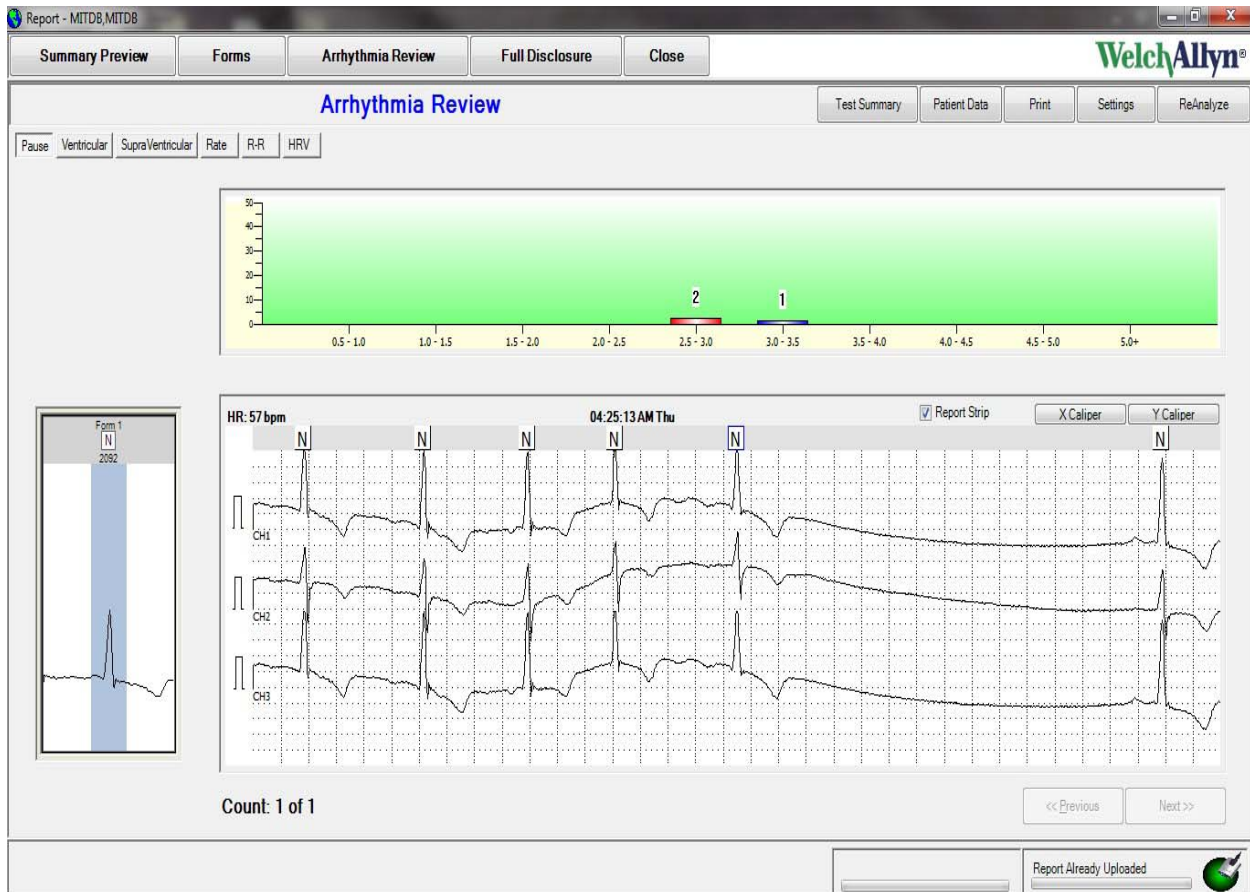 Report - MITDB,MITDB
Summary Preview Forms Arrhythmia Review Full Disclosure Close WelchAllyn®
Arrhythmia Review Test Summary Patient Data Print Settings ReAnalyze
Pause Ventricular SupraVentricular Rate R-R HRV
50
40
30
20
10
0
2 1
0.5 - 1.0 1.0 - 1.5 1.5 - 2.0 2.0 - 2.5 2.5 - 3.0 3.0 - 3.5 3.5 - 4.0 4.0 - 4.5 4.5 - 5.0 5.0+
Form 1
N
2092
HR: 57 bpm 04:25:13 AM Thu Report Strip X Caliper Y Caliper
N N N N N N
CH1
CH2
CH3
Count: 1 of 1 << Previous Next >>
Report Already Uploaded